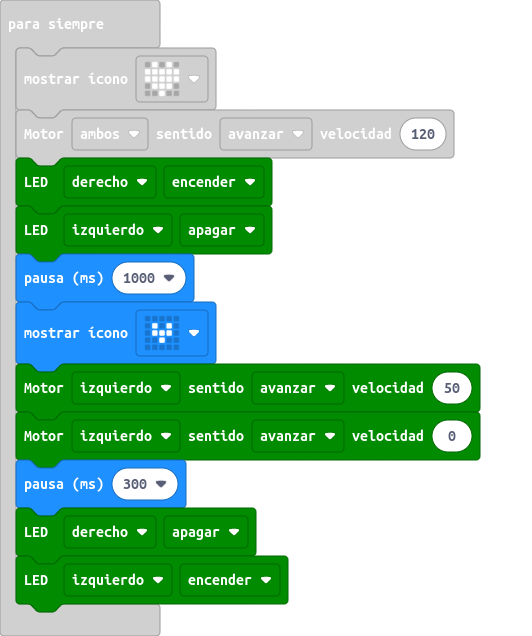 para siempre
mostrar ícono
Motor ambos sentido avanzar velocidad 120
LED derecho encender
LED izquierdo apagar
pausa (ms) 1000
mostrar ícono
Motor izquierdo sentido avanzar velocidad 50
Motor izquierdo sentido avanzar velocidad 0
pausa (ms) 300
LED derecho apagar
LED izquierdo encender